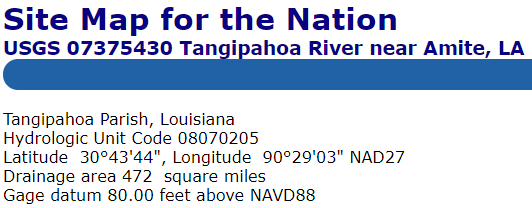 Site Map for the Nation
USGS 07375430 Tangipahoa River near Amite, LA
Tangipahoa Parish, Louisiana
Hydrologic Unit Code 08070205
Latitude  30°43'44", Longitude  90°29'03" NAD27
Drainage area 472  square miles
Gage datum 80.00 feet above NAVD88